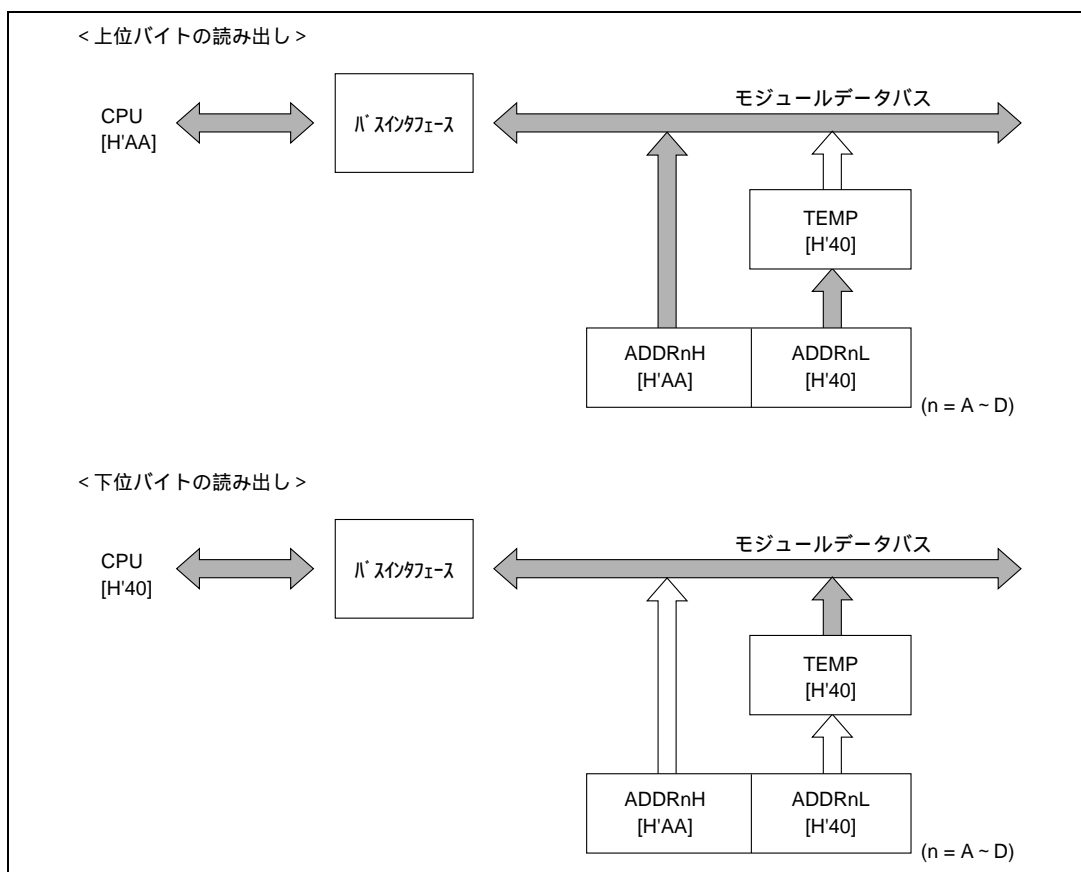 <上位バイトの読み出し>
モジュールデータバス
CPU
[H'AA]
バスインタフェース
TEMP
[H'40]
ADDRnH
[H'AA]
ADDRnL
[H'40]
(n = A ~ D)
<下位バイトの読み出し>
モジュールデータバス
CPU
[H'40]
バスインタフェース
TEMP
[H'40]
ADDRnH
[H'AA]
ADDRnL
[H'40]
(n = A ~ D)